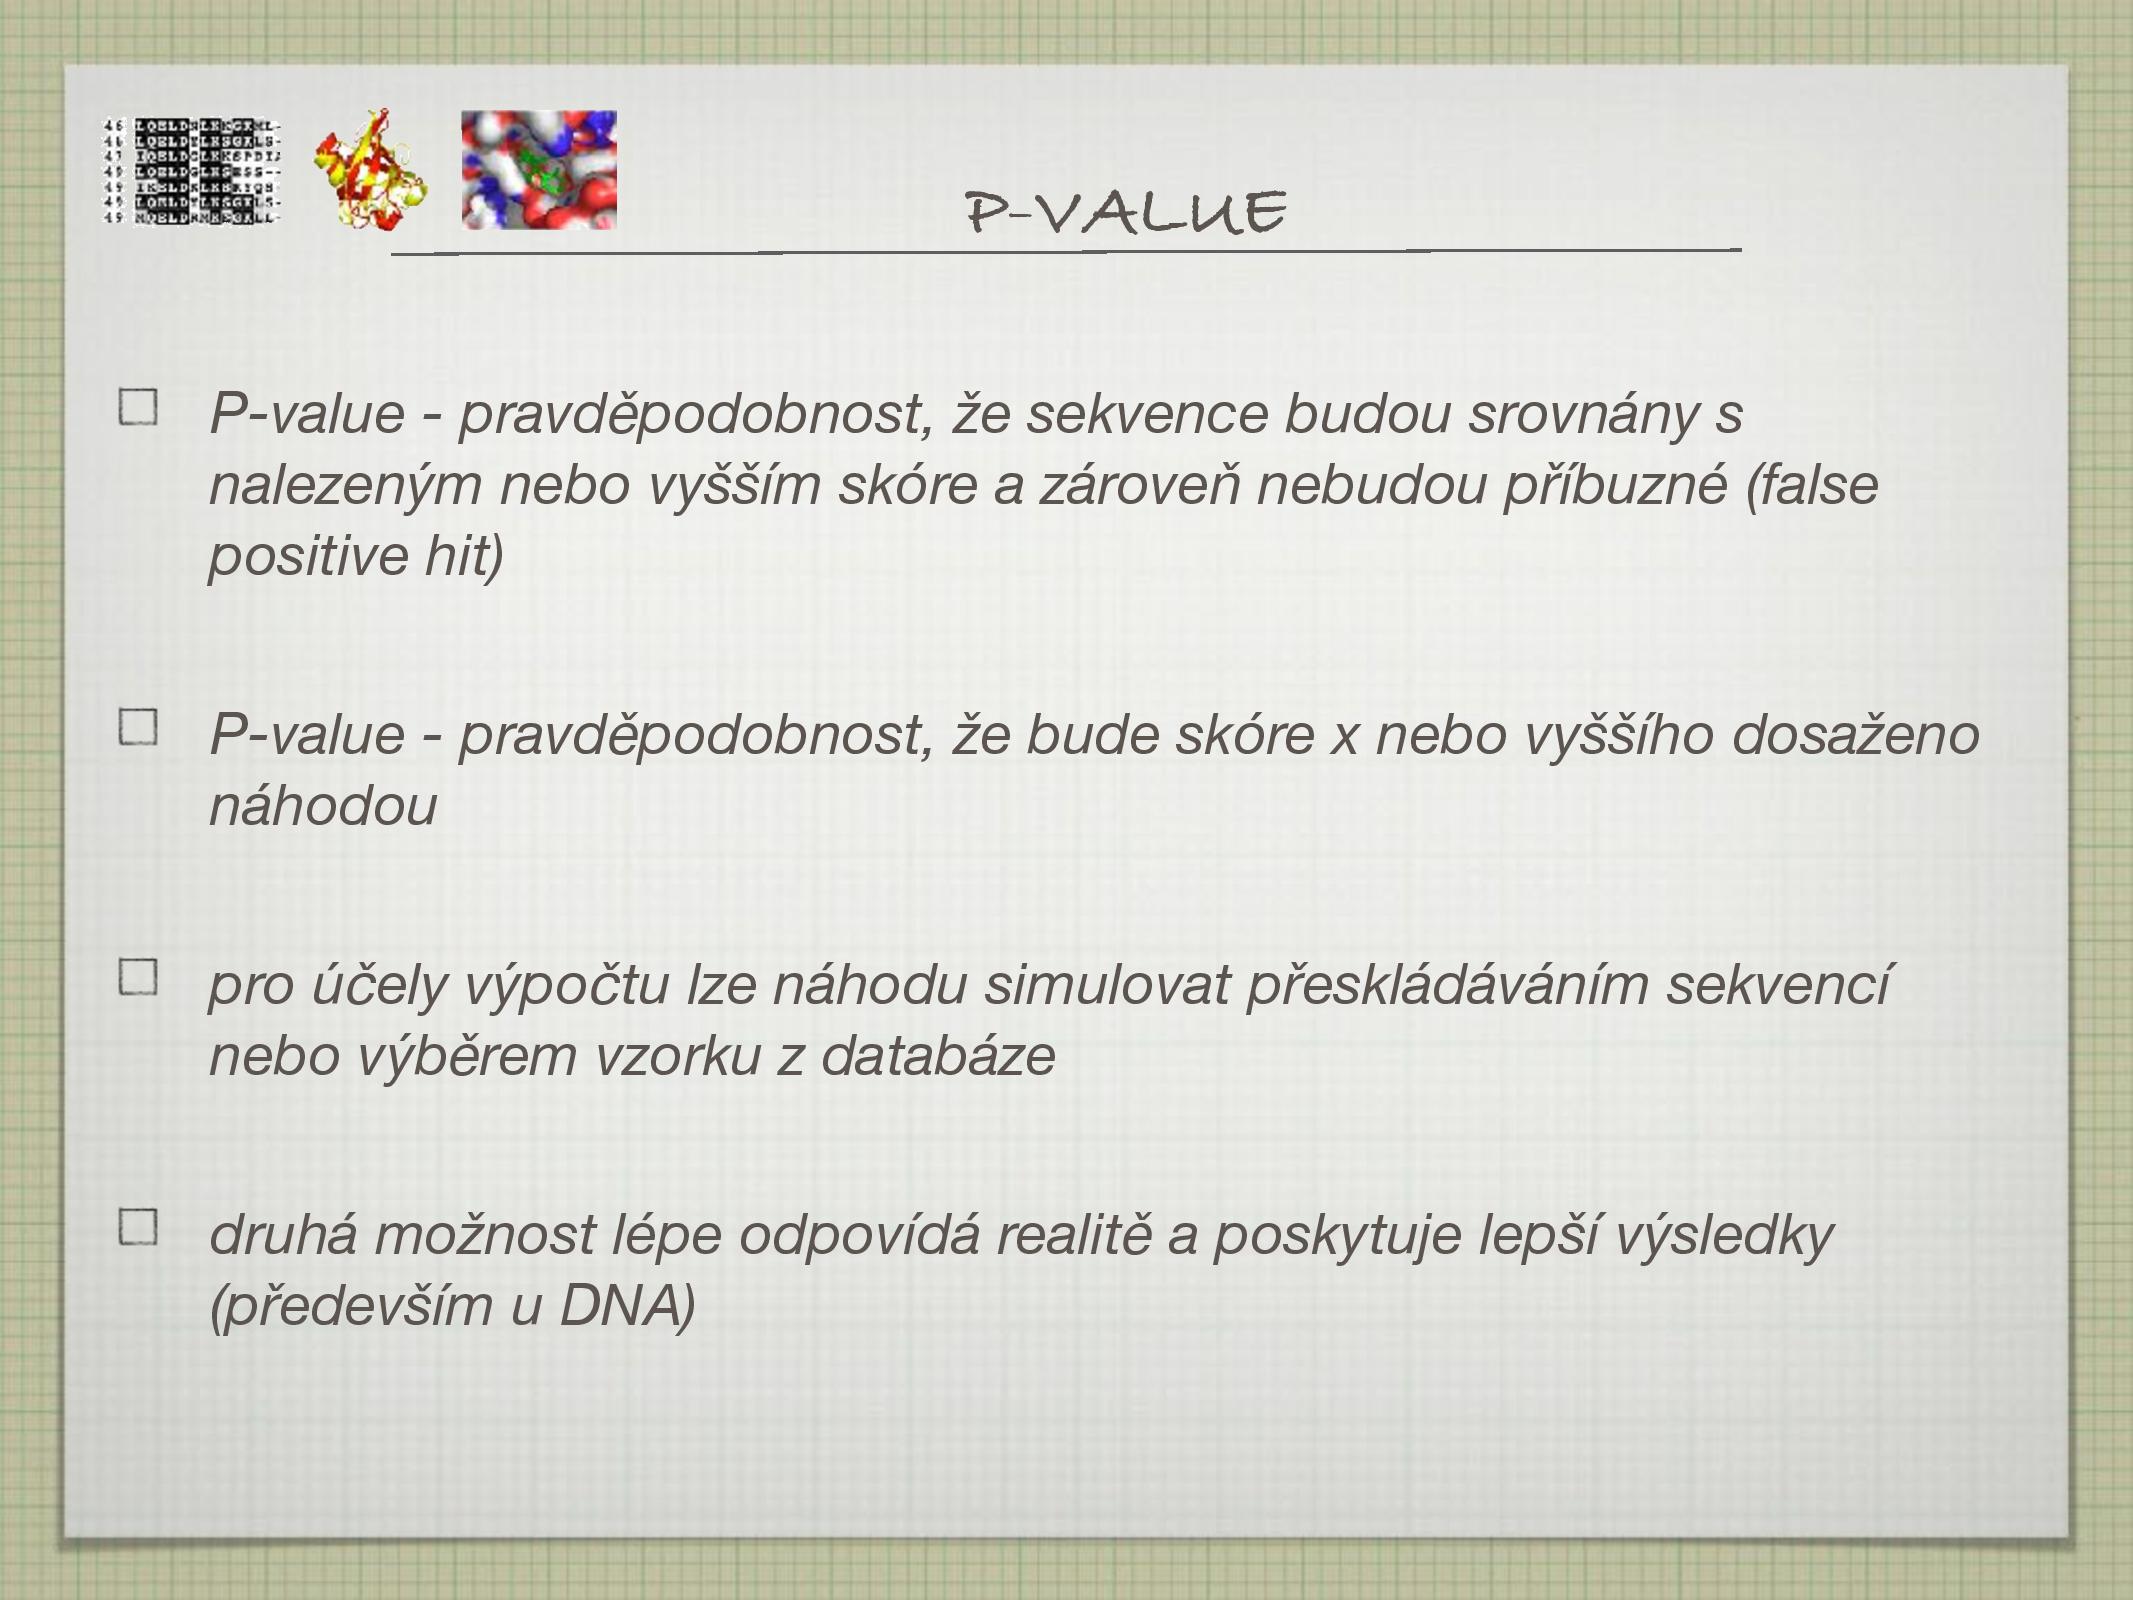 P-VALUE
P-value - pravděpodobnost, že sekvence budou srovnány s
nalezeným nebo vyšším skóre a zároveň nebudou příbuzné (false
positive hit)
P-value - pravděpodobnost, že bude skóre x nebo vyššího dosaženo
náhodou
pro účely výpočtu lze náhodu simulovat přeskládáváním sekvencí
nebo výběrem vzorku z databáze
druhá možnost lépe odpovídá realitě a poskytuje lepší výsledky
(především u DNA)